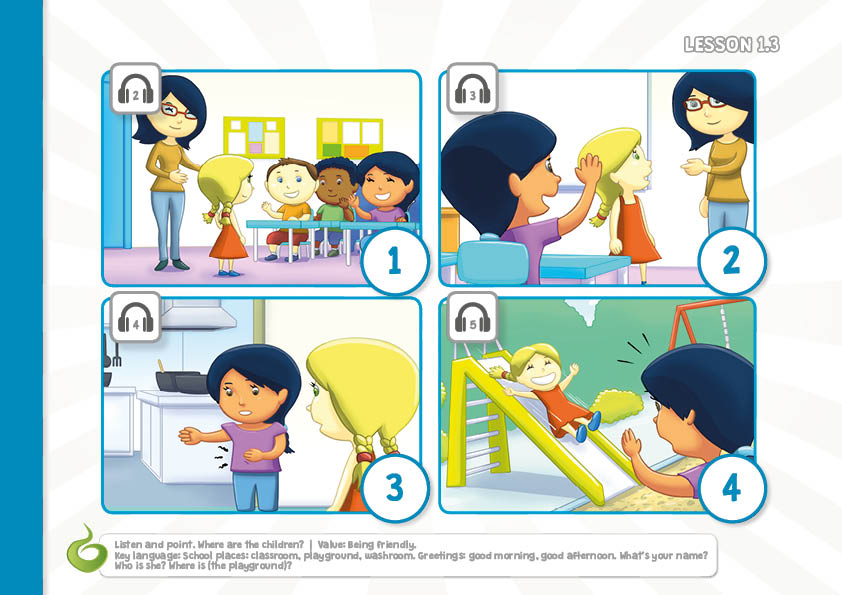 LESSON 1.3
2
3
1
2
4
5
3
4
Listen and point. Where are the children? | Value: Being friendly.
Key language: School places: classroom, playground, washroom. Greetings: good morning, good afternoon. What's your name?
Who is she? Where is (the playground)?